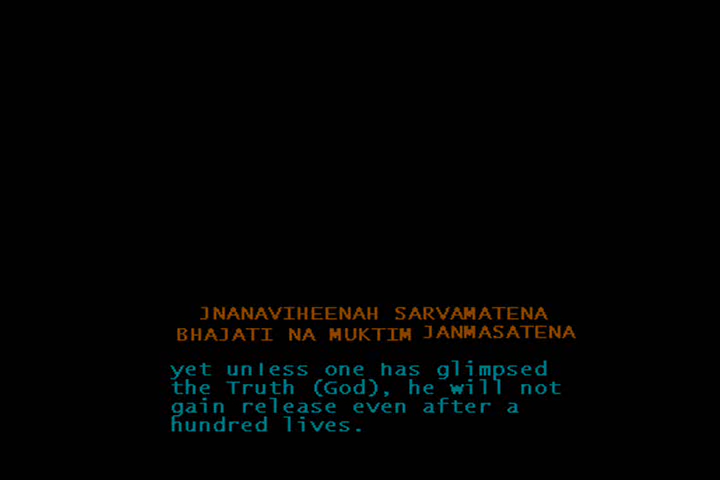 JNANAVIHEENAH SARVAMATENA
BHAJATI NA MUKTIM JANMASATENA
yet unless one has glimpsed
the Truth (God), he will not
gain release even after a
hundred lives.